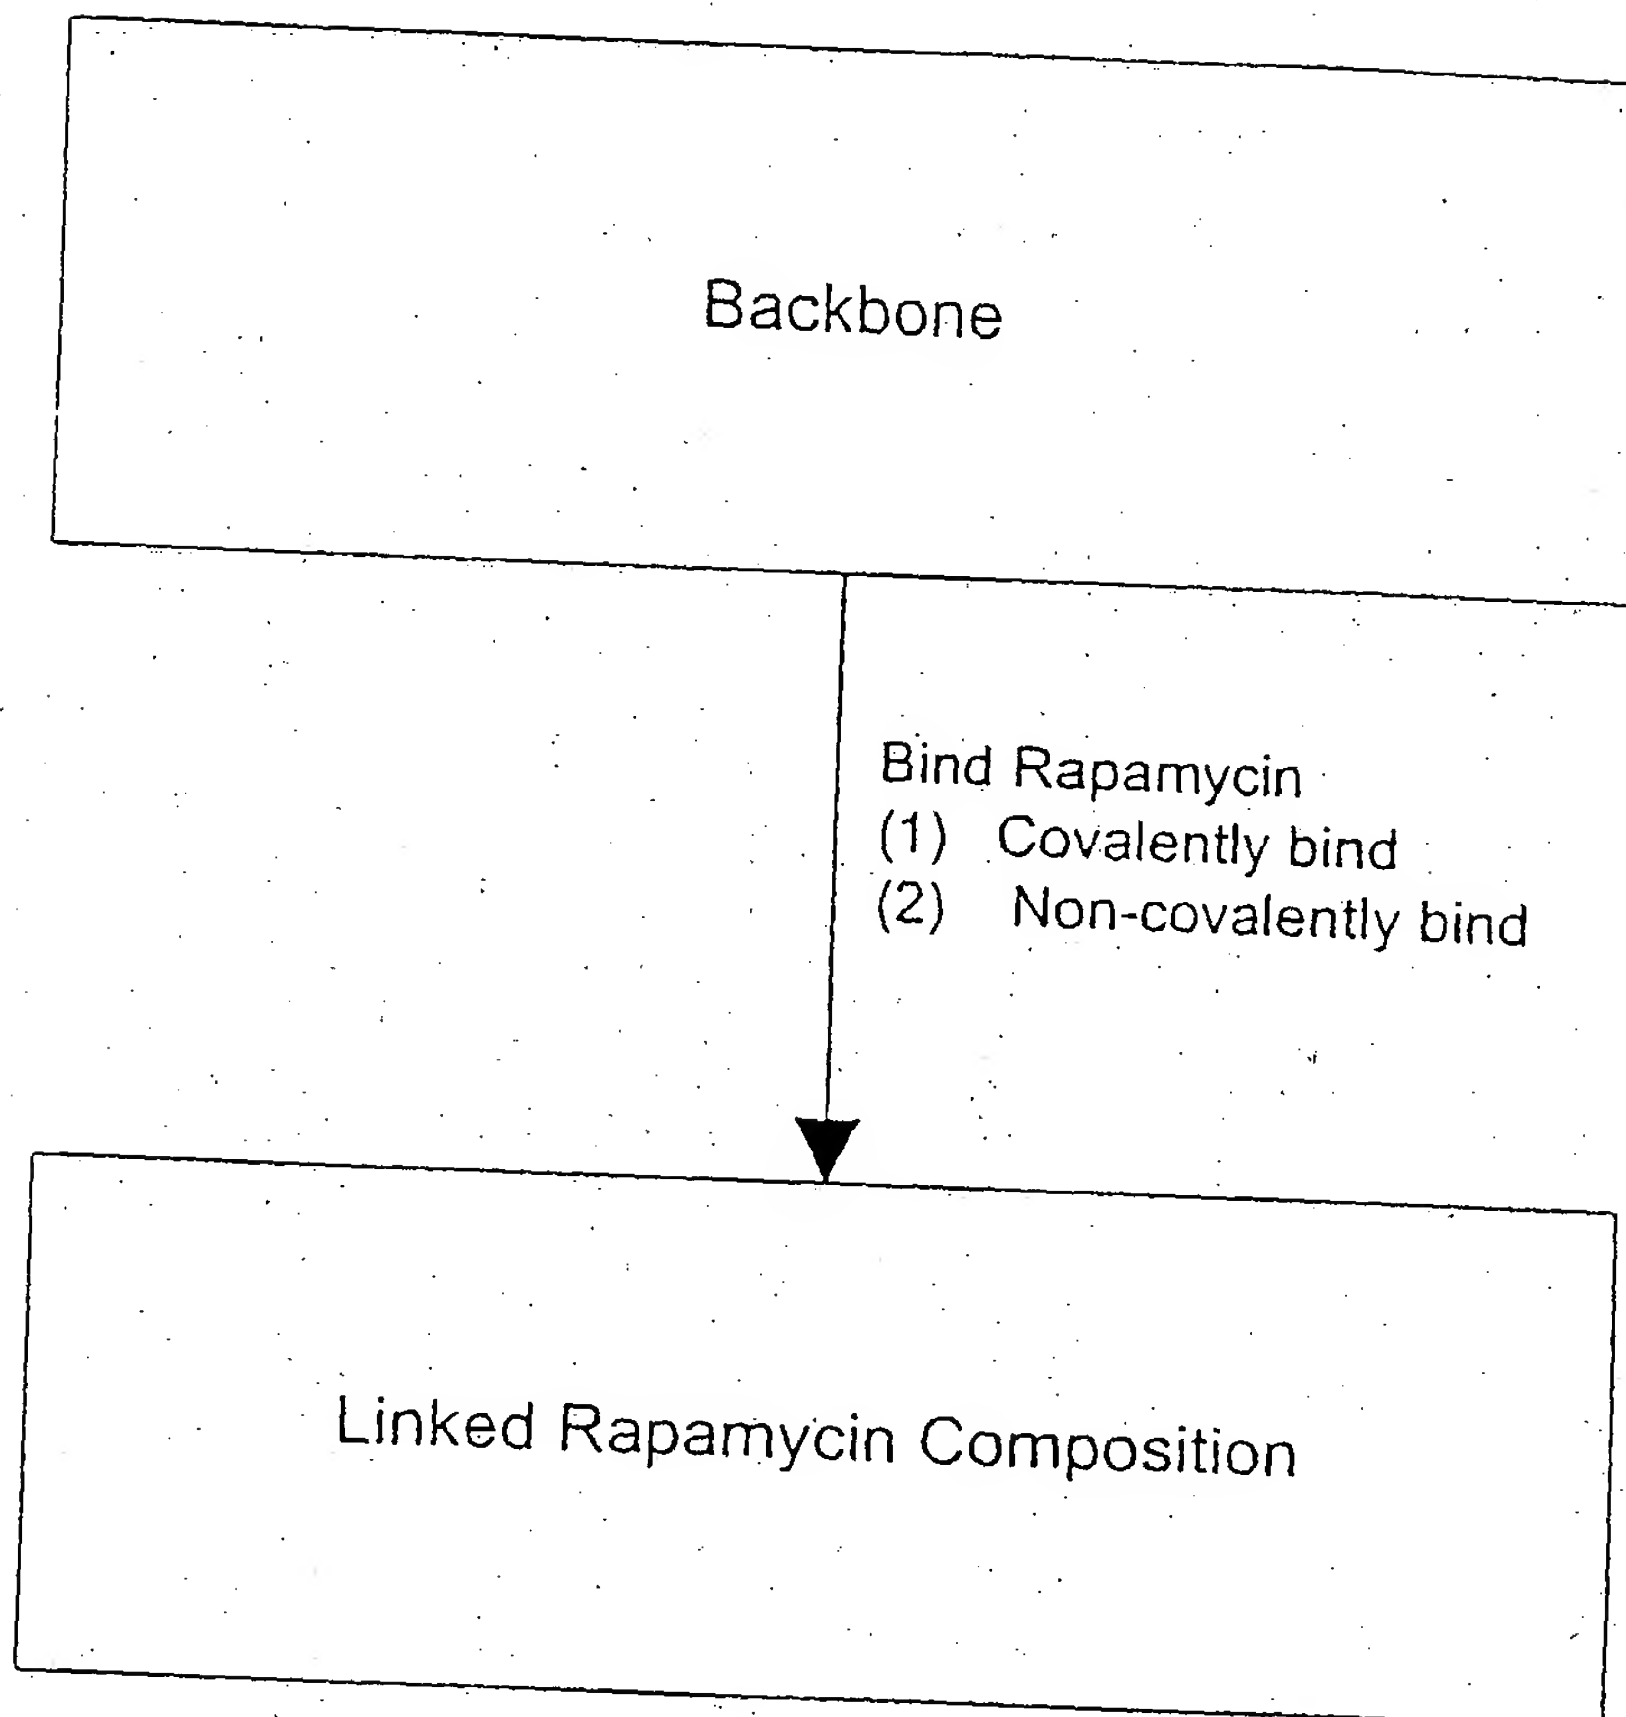 Backbone
Bind Rapamycin
(1) Covalently bind
(2) Non-covalently bind
Linked Rapamycin Composition